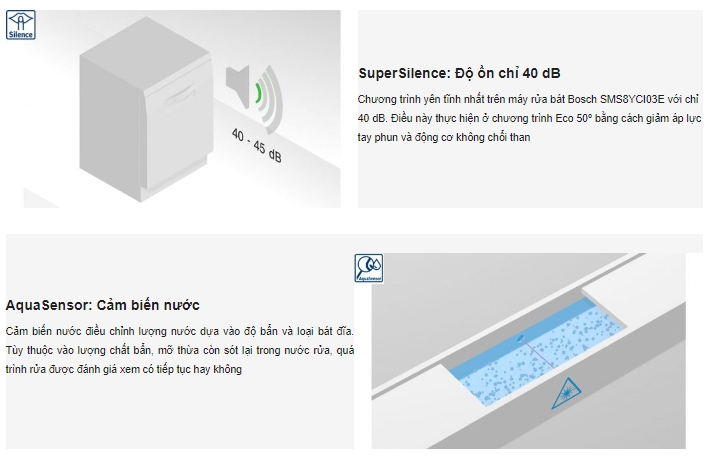 Silence
40 - 45 dB
SuperSilence: Độ ồn chỉ 40 dB
Chương trình yên tĩnh nhất trên máy rửa bát Bosch SMS8YCI03E với chỉ
40 dB. Điều này thực hiện ở chương trình Eco 50º bằng cách giảm áp lực
tay phun và động cơ không chổi than
AquaSensor: Cảm biến nước
Cảm biến nước điều chỉnh lượng nước dựa vào độ bẩn và loại bát đĩa.
Tùy thuộc vào lượng chất bẩn, mỡ thừa còn sót lại trong nước rửa, quá
trình rửa được đánh giá xem có tiếp tục hay không
AquaSensor